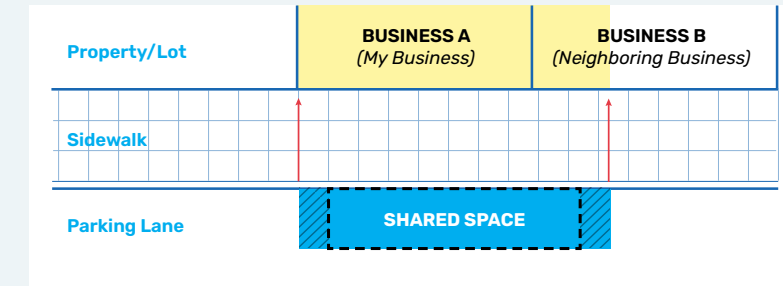 Property/Lot
BUSINESS A
(My Business)
BUSINESS B
(Neighboring Business)
Sidewalk
Parking Lane
SHARED SPACE